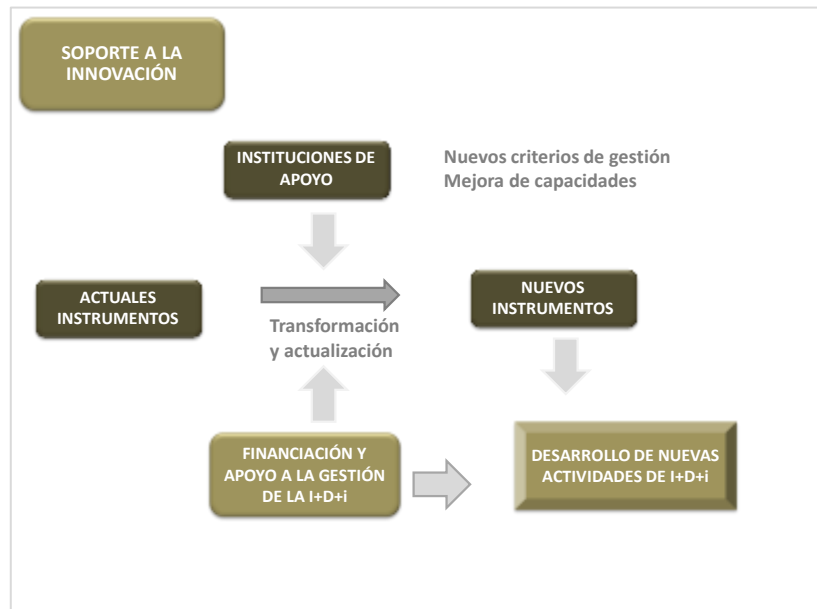 SOPORTE A LA
INNOVACIÓN
INSTITUCIONES DE
APOYO
Nuevos criterios de gestión
Mejora de capacidades
ACTUALES
INSTRUMENTOS
NUEVOS
INSTRUMENTOS
Transformación
y actualización
FINANCIACIÓN Y
APOYO A LA GESTIÓN
DE LA I+D+i
DESARROLLO DE NUEVAS
ACTIVIDADES DE I+D+i